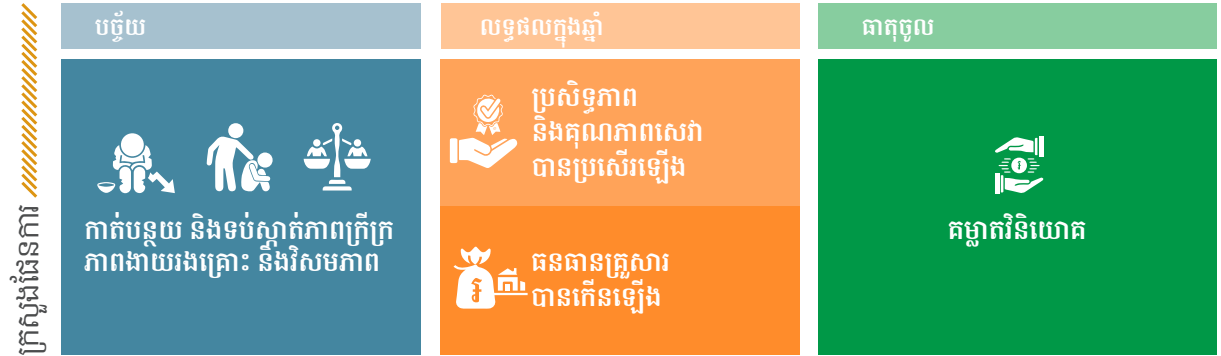 ក្រសួងផែនការ
បច្ច័យ
កាត់បន្ថយ និងទប់ស្កាត់ភាពក្រីក្រ
ភាពងាយរងគ្រោះ និងវិសមភាព
លទ្ធផលក្នុងឆ្នាំ
ប្រសិទ្ធភាព
និងគុណភាពសេវា
បានប្រសើរឡើង
ធនធានគ្រួសារ
បានកើនឡើង
ធាតុចូល
គម្លាតវិនិយោគ